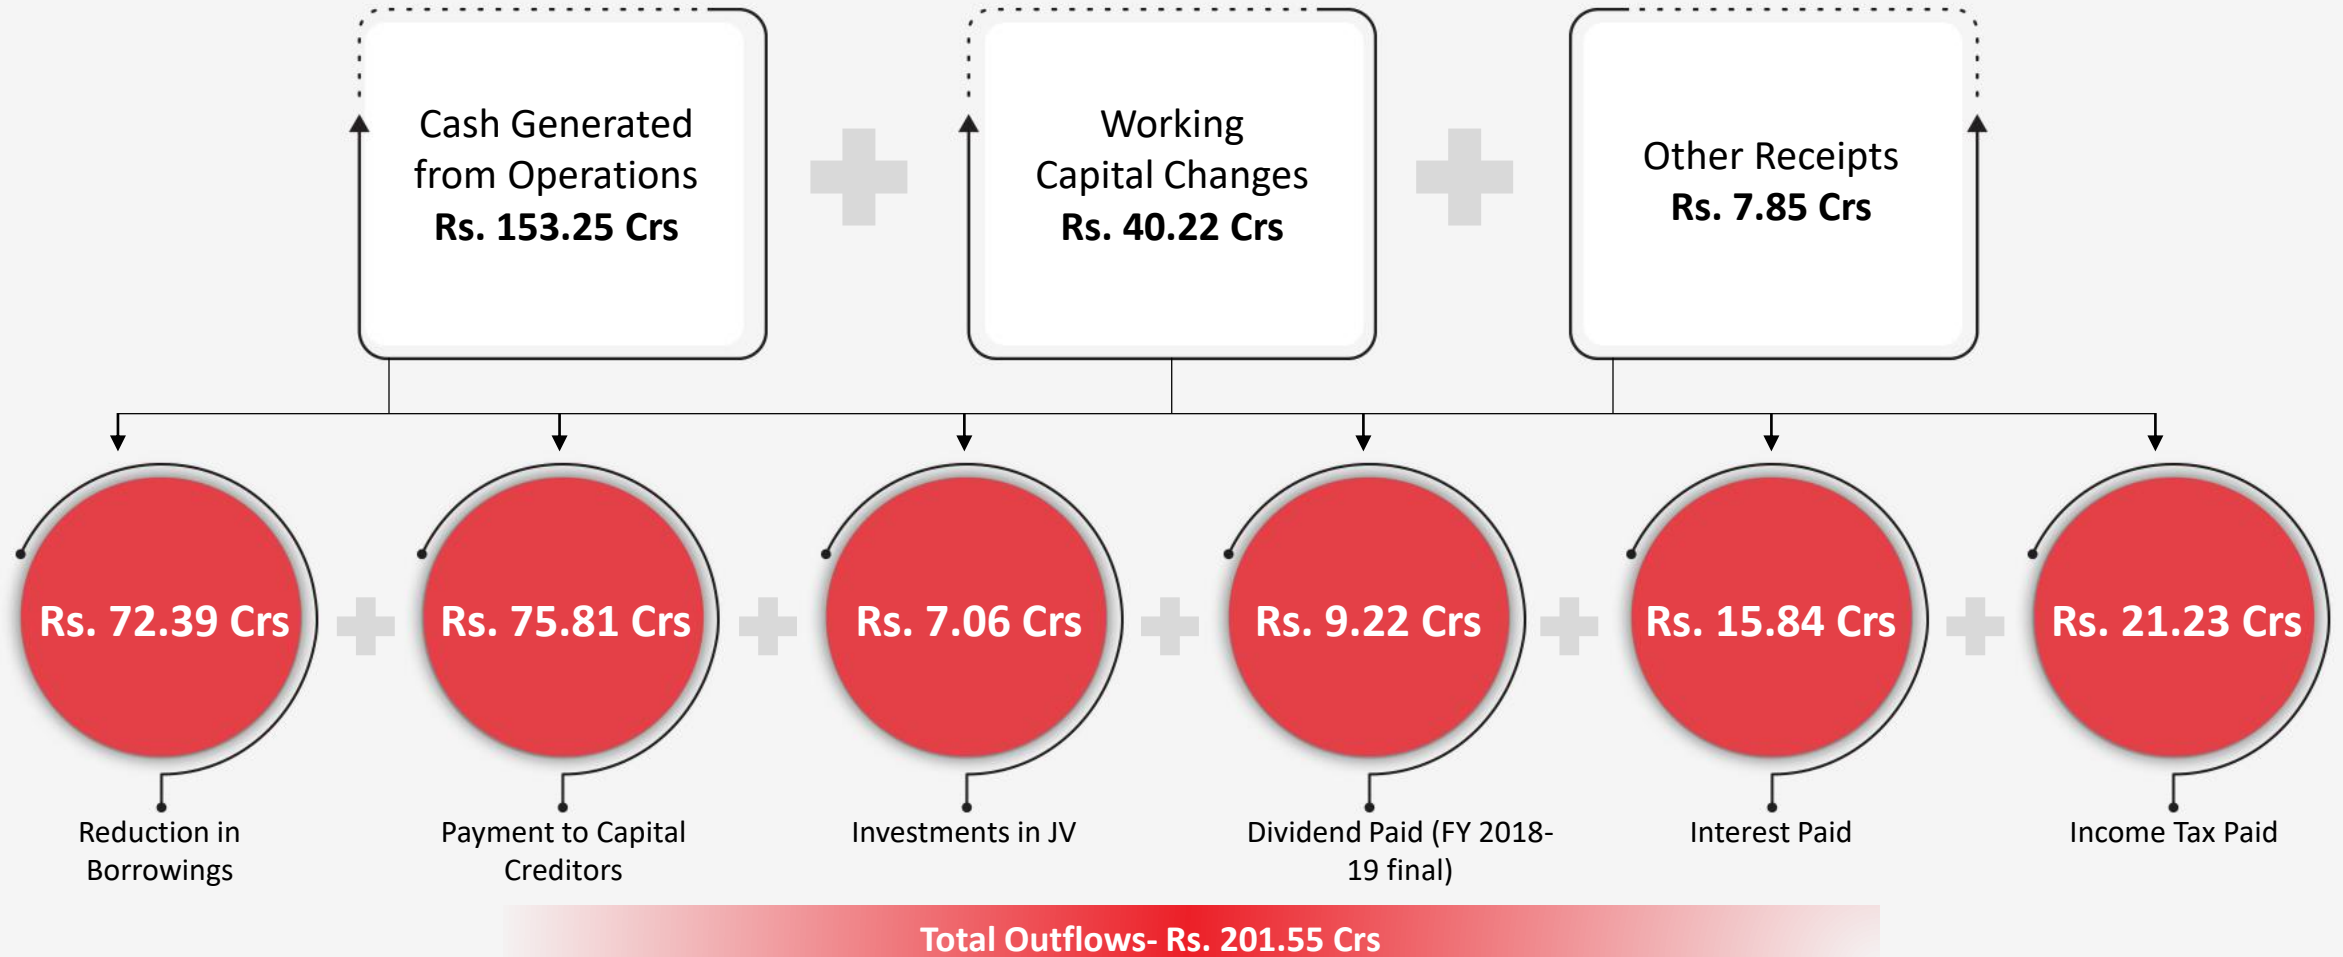 Cash Generated
from Operations
Rs. 153.25 Crs
Working
Capital Changes
Rs. 40.22 Crs
Other Receipts
Rs. 7.85 Crs
Rs. 72.39 Crs
Rs. 75.81 Crs
Rs. 7.06 Crs
Rs. 9.22 Crs
Rs. 15.84 Crs
Rs. 21.23 Crs
Reduction in
Borrowings
Payment to Capital
Creditors
Investments in JV
Dividend Paid (FY 2018-
19 final)
Interest Paid
Income Tax Paid
Total Outflows- Rs. 201.55 Crs